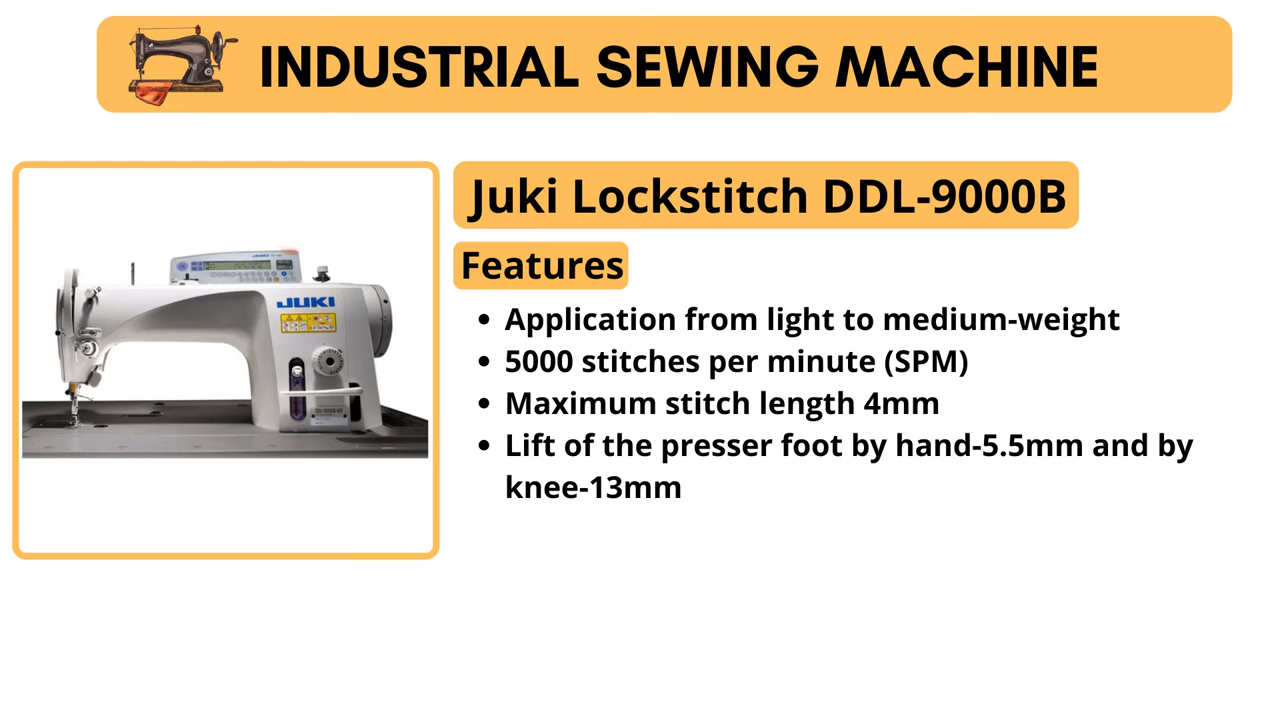 INDUSTRIAL SEWING MACHINE
Juki Lockstitch DDL-9000B
Features
Application from light to medium-weight
5000 stitches per minute (SPM)
Maximum stitch length 4mm
Lift of the presser foot by hand-5.5mm and by
knee-13mm
JUKI
JUKI